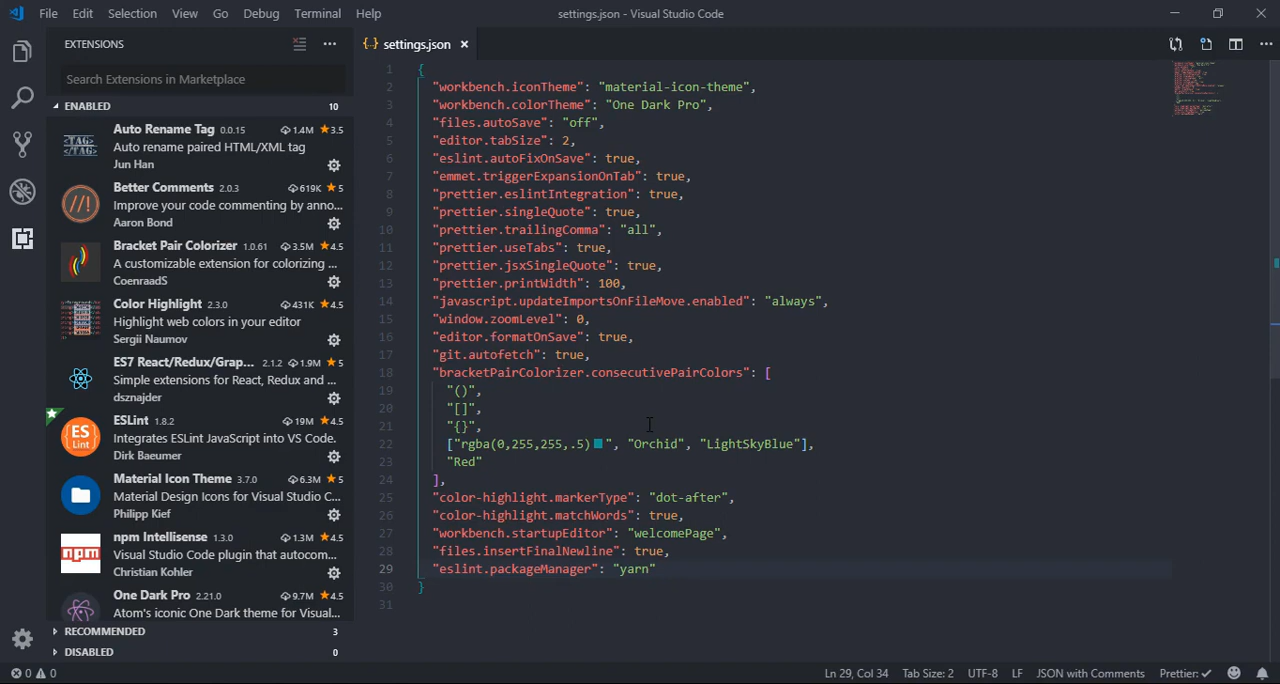 File Edit Selection View Go Debug Terminal Help settings.json - Visual Studio Code
EXTENSIONS
Search Extensions in Marketplace
ENABLED 10
Auto Rename Tag 0.0.15 1.4M 3.5
Auto rename paired HTML/XML tag
Jun Han
Better Comments 2.0.3 619K 5
Improve your code commenting by anno...
Aaron Bond
Bracket Pair Colorizer 1.0.61 3.5M 4.5
A customizable extension for colorizing ...
CoenraadS
Color Highlight 2.3.0 431K 4.5
Highlight web colors in your editor
Sergii Naumov
ES7 React/Redux/Grap... 2.1.2 1.9M 5
Simple extensions for React, Redux and ...
dsznajder
ESLint 1.8.2 19M 4.5
Integrates ESLint JavaScript into VS Code.
Dirk Baeumer
Material Icon Theme 3.7.0 6.3M 5
Material Design Icons for Visual Studio C...
Philipp Kief
npm Intellisense 1.3.0 1.3M 4.5
Visual Studio Code plugin that autocom...
Christian Kohler
One Dark Pro 2.21.0 9.7M 4.5
Atom's iconic One Dark theme for Visual...
RECOMMENDED 3
DISABLED 0
<TAG>
</TAG>
//!
ES
Lint
npm
{..} settings.json ×
1 {
2 "workbench.iconTheme": "material-icon-theme",
3 "workbench.colorTheme": "One Dark Pro",
4 "files.autoSave": "off",
5 "editor.tabSize": 2,
6 "eslint.autoFixOnSave": true,
7 "emmet.triggerExpansionOnTab": true,
8 "prettier.eslintIntegration": true,
9 "prettier.singleQuote": true,
10 "prettier.trailingComma": "all",
11 "prettier.useTabs": true,
12 "prettier.jsxSingleQuote": true,
13 "prettier.printWidth": 100,
14 "javascript.updateImportsOnFileMove.enabled": "always",
15 "window.zoomLevel": 0,
16 "editor.formatOnSave": true,
17 "git.autofetch": true,
18 "bracketPairColorizer.consecutivePairColors": [
19 "()",
20 "[]",
21 "{}",
22 ["rgba(0,255,255,.5)", "Orchid", "LightSkyBlue"],
23 "Red"
24 ],
25 "color-highlight.markerType": "dot-after",
26 "color-highlight.matchWords": true,
27 "workbench.startupEditor": "welcomePage",
28 "files.insertFinalNewline": true,
29 "eslint.packageManager": "yarn"
30 }
31
0 0 Ln 29, Col 34 Tab Size: 2 UTF-8 LF JSON with Comments Prettier: ✓